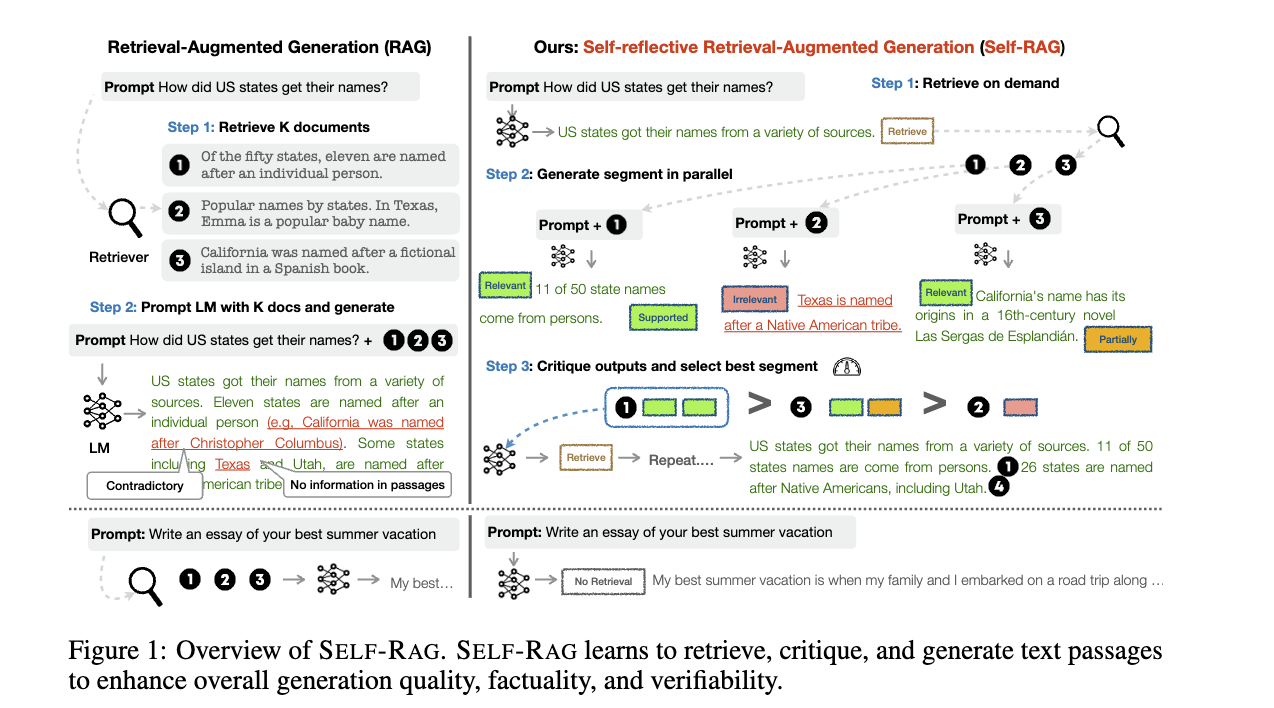 Retrieval-Augmented Generation (RAG)
Prompt How did US states get their names?
Step 1: Retrieve K documents
1 Of the fifty states, eleven are named
after an individual person.
2 Popular names by states. In Texas,
Emma is a popular baby name.
3 California was named after a fictional
island in a Spanish book.
Retriever
Step 2: Prompt LM with K docs and generate
Prompt How did US states get their names? + 1 2 3
LM
US states got their names from a variety of
sources. Eleven states are named after an
individual person (e.g, California was named
after Christopher Columbus). Some states
including Texas and Utah, are named after
merican tribe
Contradictory
No information in passages
Prompt: Write an essay of your best summer vacation
1 2 3
My best…
Ours: Self-reflective Retrieval-Augmented Generation (Self-RAG)
Prompt How did US states get their names?
Step 1: Retrieve on demand
US states got their names from a variety of sources. Retrieve
1 2 3
Step 2: Generate segment in parallel
Prompt + 1
Relevant 11 of 50 state names
come from persons. Supported
Prompt + 2
Irrelevant Texas is named
after a Native American tribe.
Prompt + 3
Relevant California's name has its
origins in a 16th-century novel
Las Sergas de Esplandián. Partially
Step 3: Critique outputs and select best segment
1 > 3 > 2
Retrieve Repeat.…
US states got their names from a variety of sources. 11 of 50
states names are come from persons. 1 26 states are named
after Native Americans, including Utah. 4
Prompt: Write an essay of your best summer vacation
No Retrieval My best summer vacation is when my family and I embarked on a road trip along …
Figure 1: Overview of SELF-RAG. SELF-RAG learns to retrieve, critique, and generate text passages
to enhance overall generation quality, factuality, and verifiability.